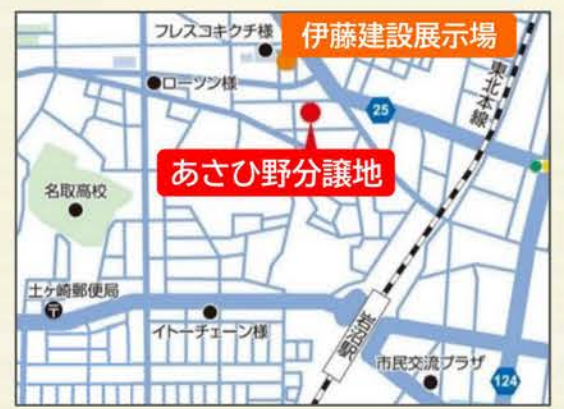 フレスコキクチ様
伊藤建設展示場
ローソン様
東北本線
25
あさひ野分譲地
名取高校
土ヶ崎郵便局
イトーチェーン様
岩沼駅
市民交流プラザ
124